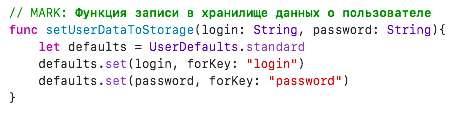 // MARK: Функция записи в хранилище данных о пользователе
func setUserDataToStorage(login: String, password: String){
    let defaults = UserDefaults.standard
    defaults.set(login, forKey: "login")
    defaults.set(password, forKey: "password")
}